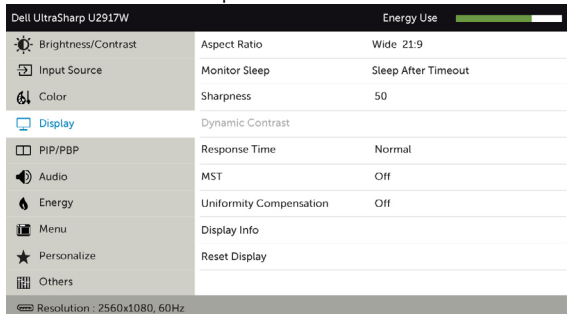 Dell UltraSharp U2917W Energy Use
Brightness/Contrast Aspect Ratio Wide 21:9
Input Source Monitor Sleep Sleep After Timeout
Color Sharpness 50
Display Dynamic Contrast
PIP/PBP Response Time Normal
Audio MST Off
Energy Uniformity Compensation Off
Menu Display Info
Personalize Reset Display
Others
Resolution : 2560x1080, 60Hz